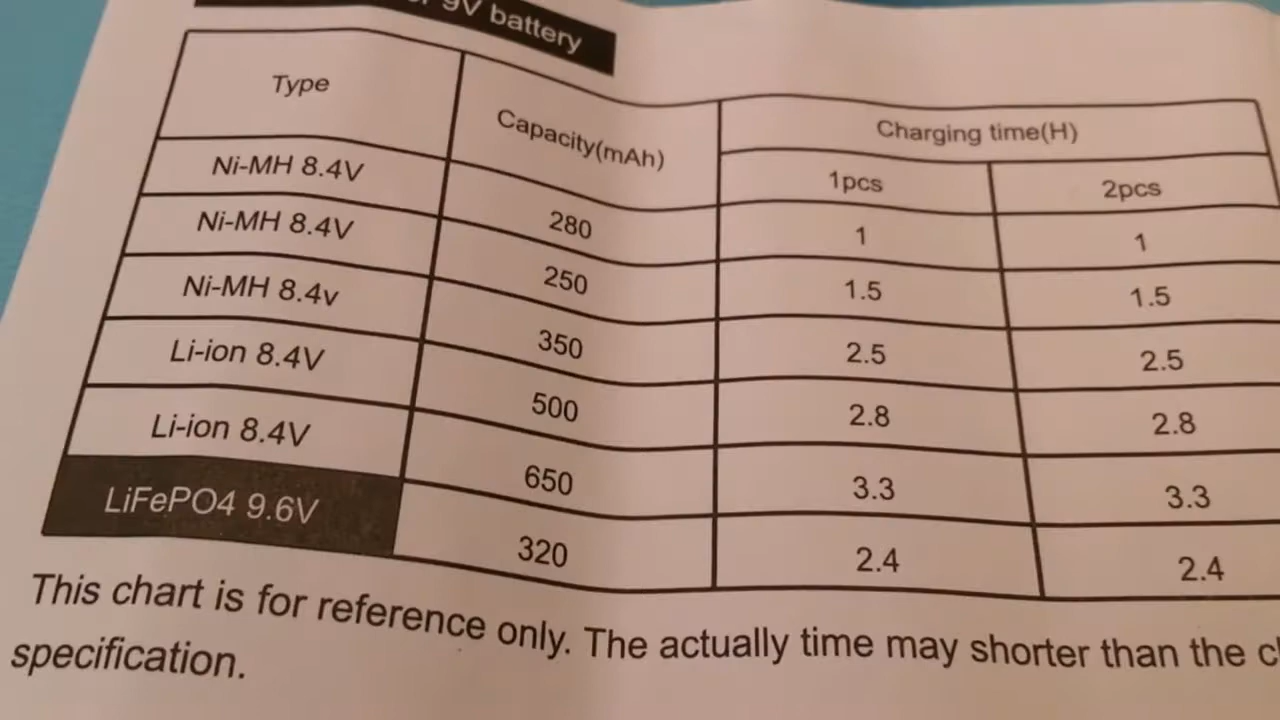 9V battery
Type Capacity(mAh) Charging time(H)
1pcs 2pcs
Ni-MH 8.4V 280 1 1
Ni-MH 8.4V 250 1.5 1.5
Ni-MH 8.4v 350 2.5 2.5
Li-ion 8.4V 500 2.8 2.8
Li-ion 8.4V 650 3.3 3.3
LiFePO4 9.6V 320 2.4 2.4
This chart is for reference only. The actually time may shorter than the
specification.